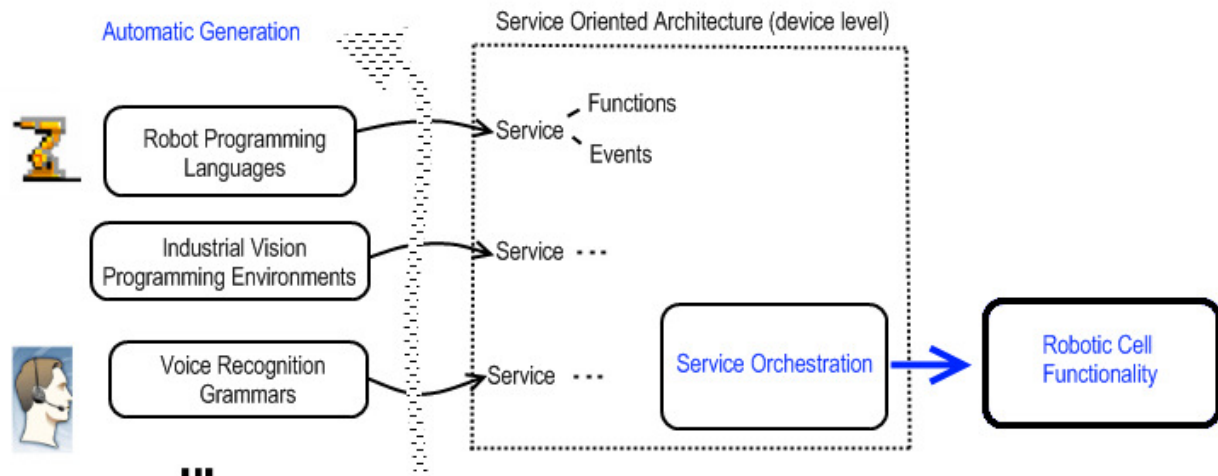 Service Oriented Architecture (device level)
Automatic Generation
Robot Programming
Languages
Service
Functions
Events
Industrial Vision
Programming Environments
Service ---
Voice Recognition
Grammars
Service ---
Service Orchestration
Robotic Cell
Functionality
...